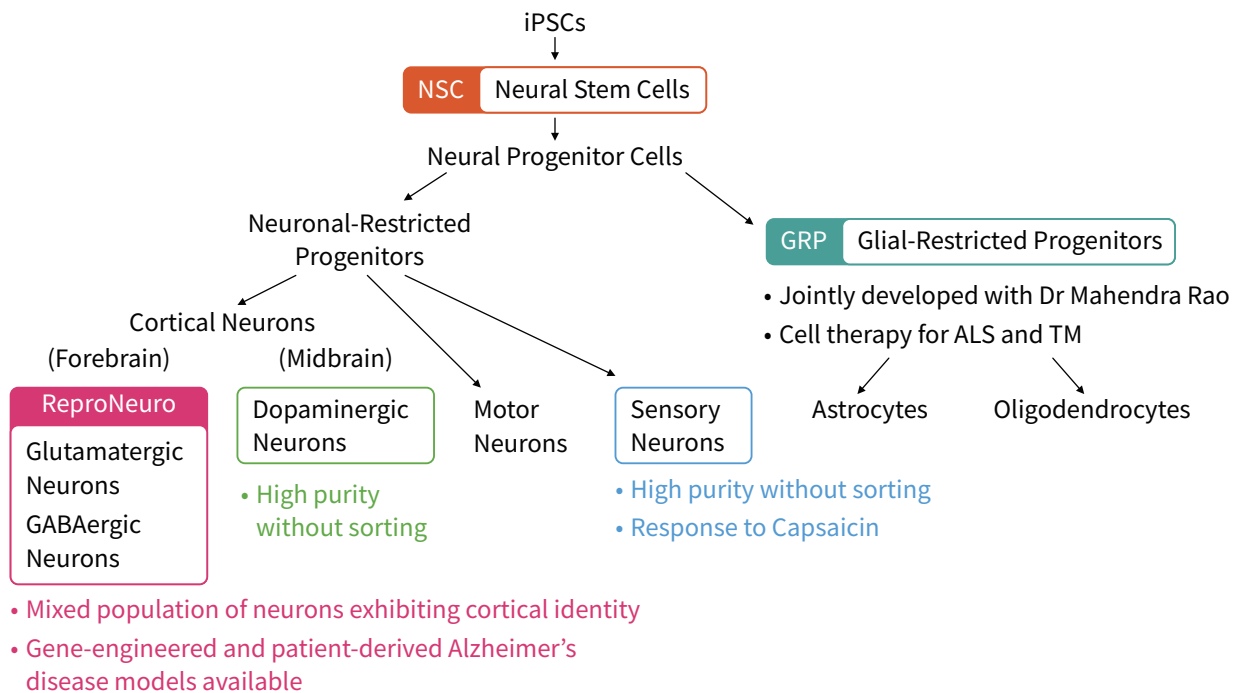 iPSCs
NSC Neural Stem Cells
Neural Progenitor Cells
Neuronal-Restricted
Progenitors
GRP Glial-Restricted Progenitors
• Jointly developed with Dr Mahendra Rao
• Cell therapy for ALS and TM
Cortical Neurons
(Forebrain)
(Midbrain)
ReproNeuro
Glutamatergic
Neurons
GABAergic
Neurons
Dopaminergic
Neurons
• High purity
without sorting
Motor
Neurons
Sensory
Neurons
• High purity without sorting
• Response to Capsaicin
Astrocytes
Oligodendrocytes
• Mixed population of neurons exhibiting cortical identity
• Gene-engineered and patient-derived Alzheimer’s
disease models available